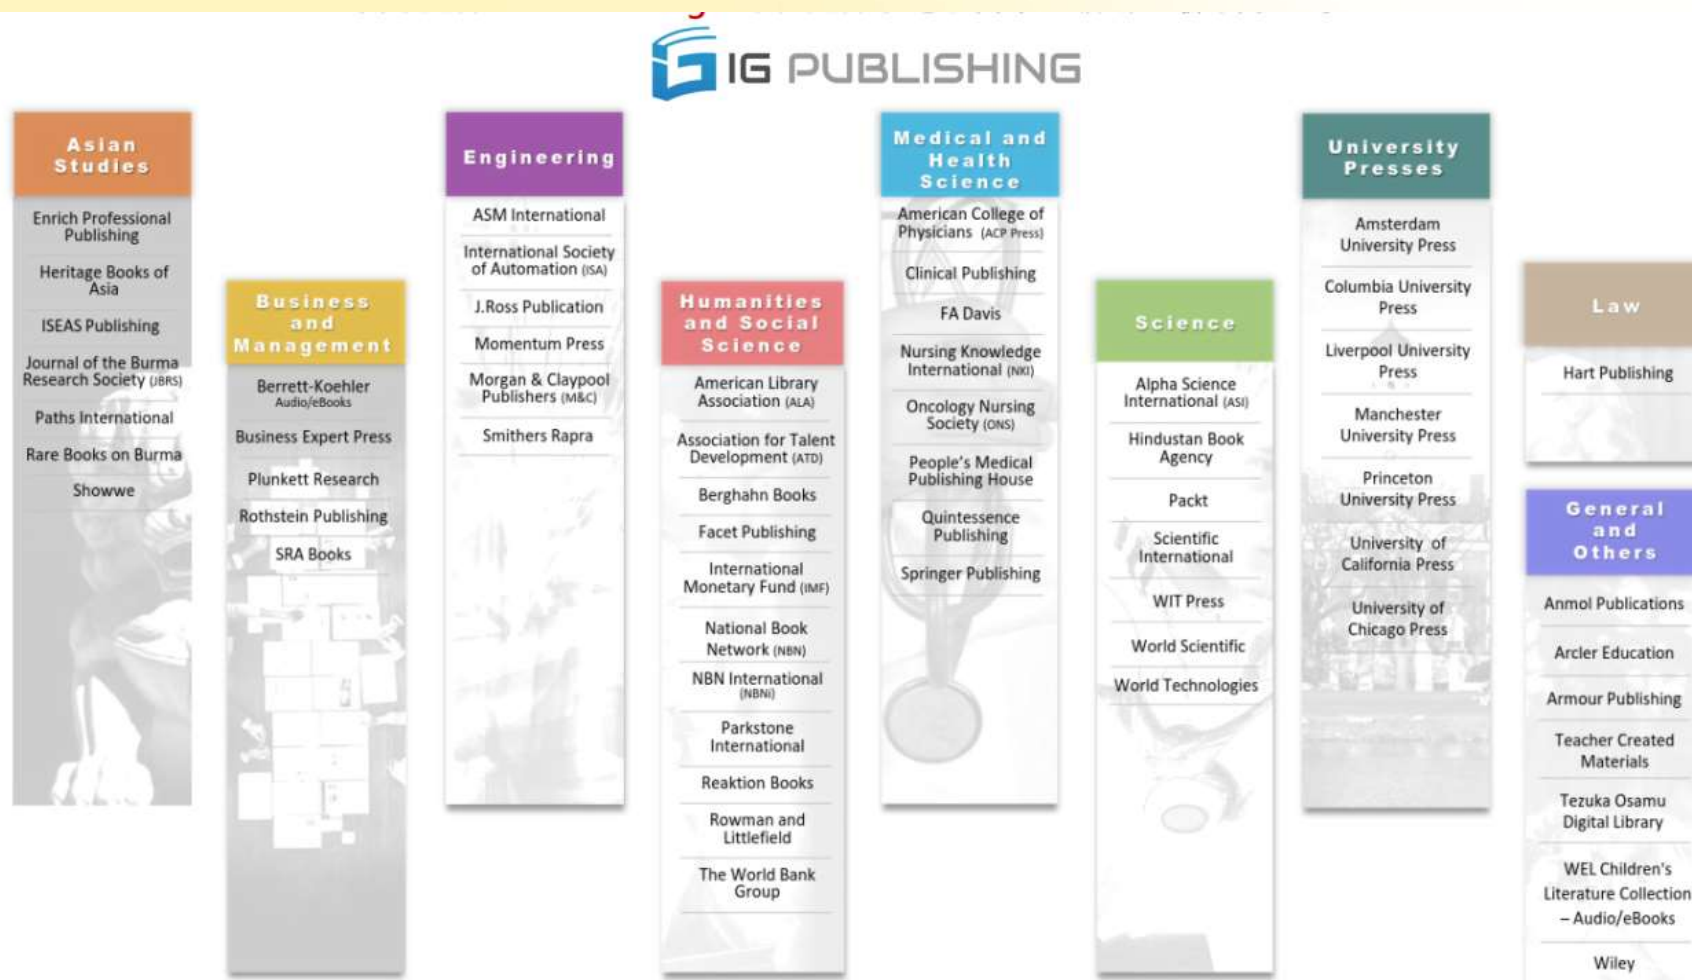 IG PUBLISHING
Asian
Studies
Enrich Professional
Publishing
Heritage Books of
Asia
ISEAS Publishing
Journal of the Burma
Research Society (JBRS)
Paths International
Rare Books on Burma
Showwe
Business
and
Management
Berrett-Koehler
Audio/eBooks
Business Expert Press
Plunkett Research
Rothstein Publishing
SRA Books
Engineering
ASM International
International Society
of Automation (ISA)
J.Ross Publication
Momentum Press
Morgan & Claypool
Publishers (M&C)
Smithers Rapra
Humanities
and Social
Science
American Library
Association (ALA)
Association for Talent
Development (ATD)
Berghahn Books
Facet Publishing
International
Monetary Fund (IMF)
National Book
Network (NBN)
NBN International
(NBNi)
Parkstone
International
Reaktion Books
Rowman and
Littlefield
The World Bank
Group
Medical and
Health
Science
American College of
Physicians (ACP Press)
Clinical Publishing
FA Davis
Nursing Knowledge
International (NKI)
Oncology Nursing
Society (ONS)
People's Medical
Publishing House
Quintessence
Publishing
Springer Publishing
Science
Alpha Science
International (ASI)
Hindustan Book
Agency
Packt
Scientific
International
WIT Press
World Scientific
World Technologies
University
Presses
Amsterdam
University Press
Columbia University
Press
Liverpool University
Press
Manchester
University Press
Princeton
University Press
University of
California Press
University of
Chicago Press
Law
Hart Publishing
General
and
Others
Anmol Publications
Arcler Education
Armour Publishing
Teacher Created
Materials
Tezuka Osamu
Digital Library
WEL Children's
Literature Collection
– Audio/eBooks
Wiley